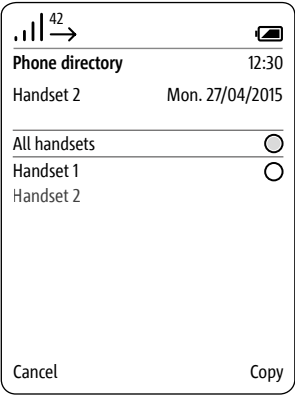 42
Phone directory 12:30
Handset 2 Mon. 27/04/2015
All handsets
Handset 1
Handset 2
Cancel Copy